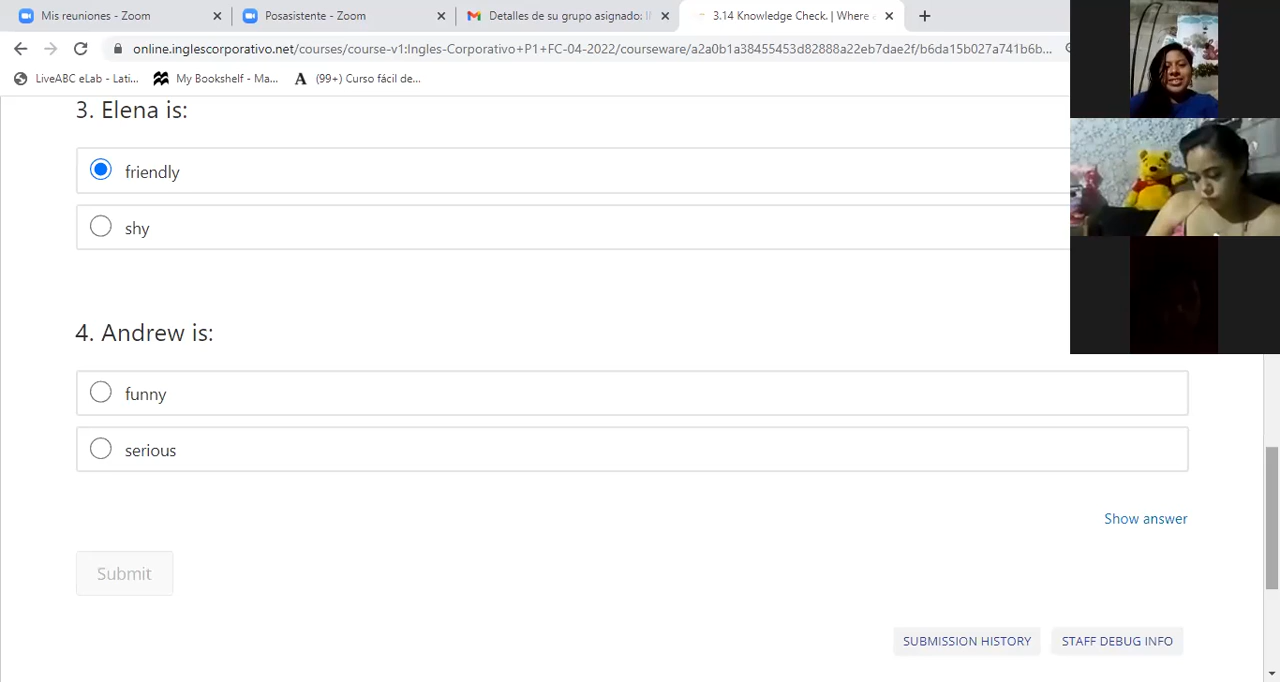 Mis reuniones - Zoom
Posasistente - Zoom
Detalles de su grupo asignado: I
3.14 Knowledge Check. | Where
online.inglescorporativo.net/courses/course-v1:Ingles-Corporativo+P1+FC-04-2022/courseware/a2a0b1a38455453d82888a22eb7dae2f/b6da15b027a741b6b...
LiveABC eLab - Lati...
My Bookshelf - Ma...
(99+) Curso fácil de...
3. Elena is:
friendly
shy
4. Andrew is:
funny
serious
Show answer
Submit
SUBMISSION HISTORY
STAFF DEBUG INFO